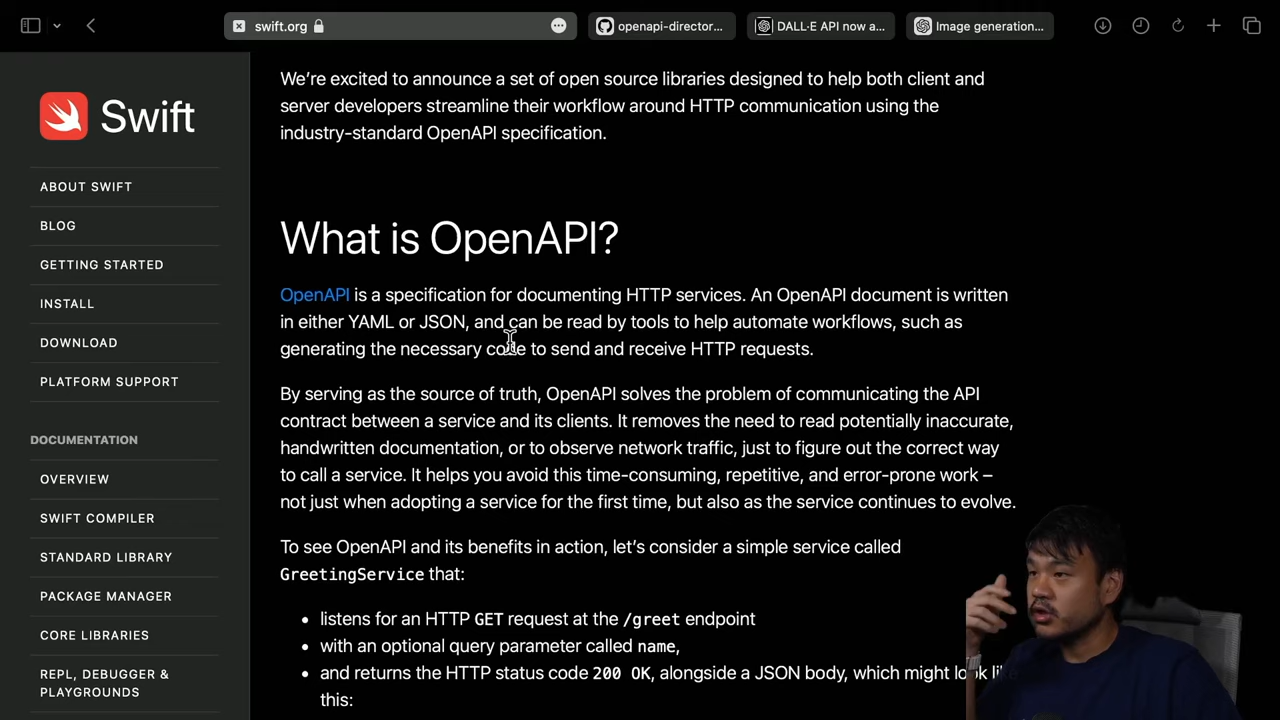 swift.org
openapi-director...
DALL·E API now a...
Image generation...
Swift
ABOUT SWIFT
BLOG
GETTING STARTED
INSTALL
DOWNLOAD
PLATFORM SUPPORT
DOCUMENTATION
OVERVIEW
SWIFT COMPILER
STANDARD LIBRARY
PACKAGE MANAGER
CORE LIBRARIES
REPL, DEBUGGER &
PLAYGROUNDS
We’re excited to announce a set of open source libraries designed to help both client and
server developers streamline their workflow around HTTP communication using the
industry-standard OpenAPI specification.
What is OpenAPI?
OpenAPI is a specification for documenting HTTP services. An OpenAPI document is written
in either YAML or JSON, and can be read by tools to help automate workflows, such as
generating the necessary code to send and receive HTTP requests.
By serving as the source of truth, OpenAPI solves the problem of communicating the API
contract between a service and its clients. It removes the need to read potentially inaccurate,
handwritten documentation, or to observe network traffic, just to figure out the correct way
to call a service. It helps you avoid this time-consuming, repetitive, and error-prone work –
not just when adopting a service for the first time, but also as the service continues to evolve.
To see OpenAPI and its benefits in action, let’s consider a simple service called
GreetingService that:
• listens for an HTTP GET request at the /greet endpoint
• with an optional query parameter called name,
• and returns the HTTP status code 200 OK, alongside a JSON body, which might look like
this: